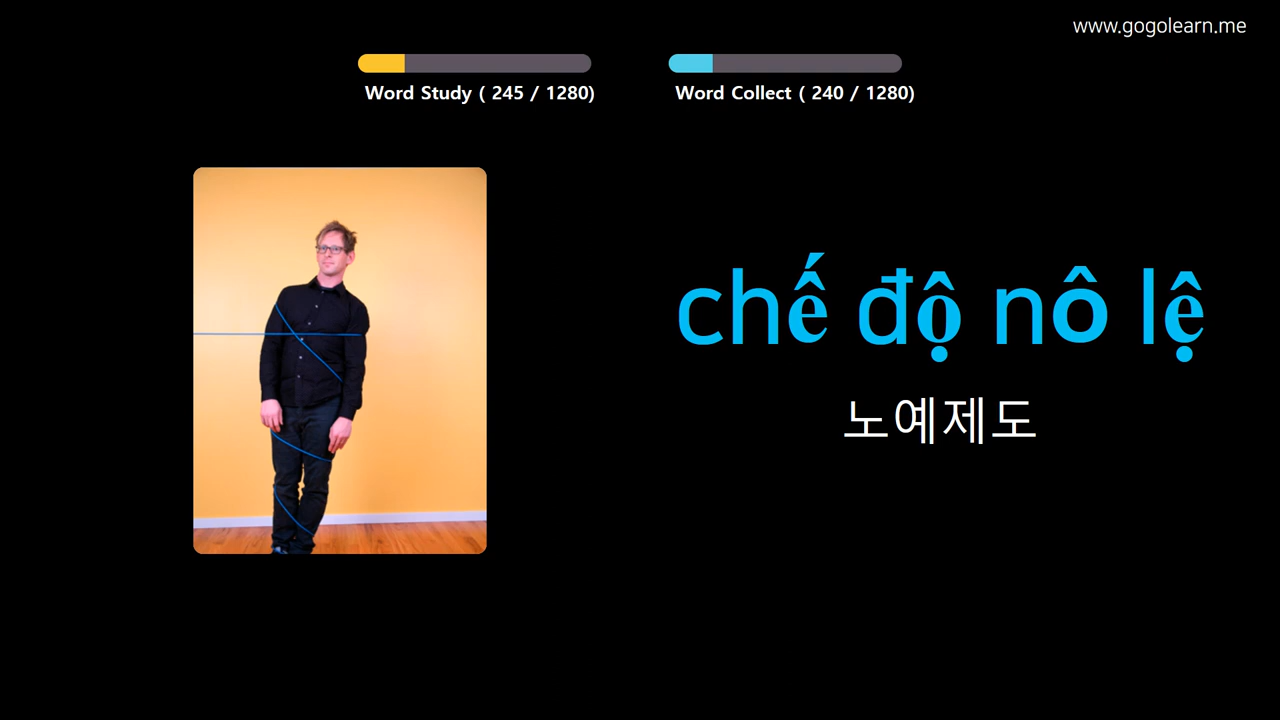 www.gogolearn.me
Word Study ( 245 / 1280)
Word Collect ( 240 / 1280)
chế độ nô lệ
노예제도